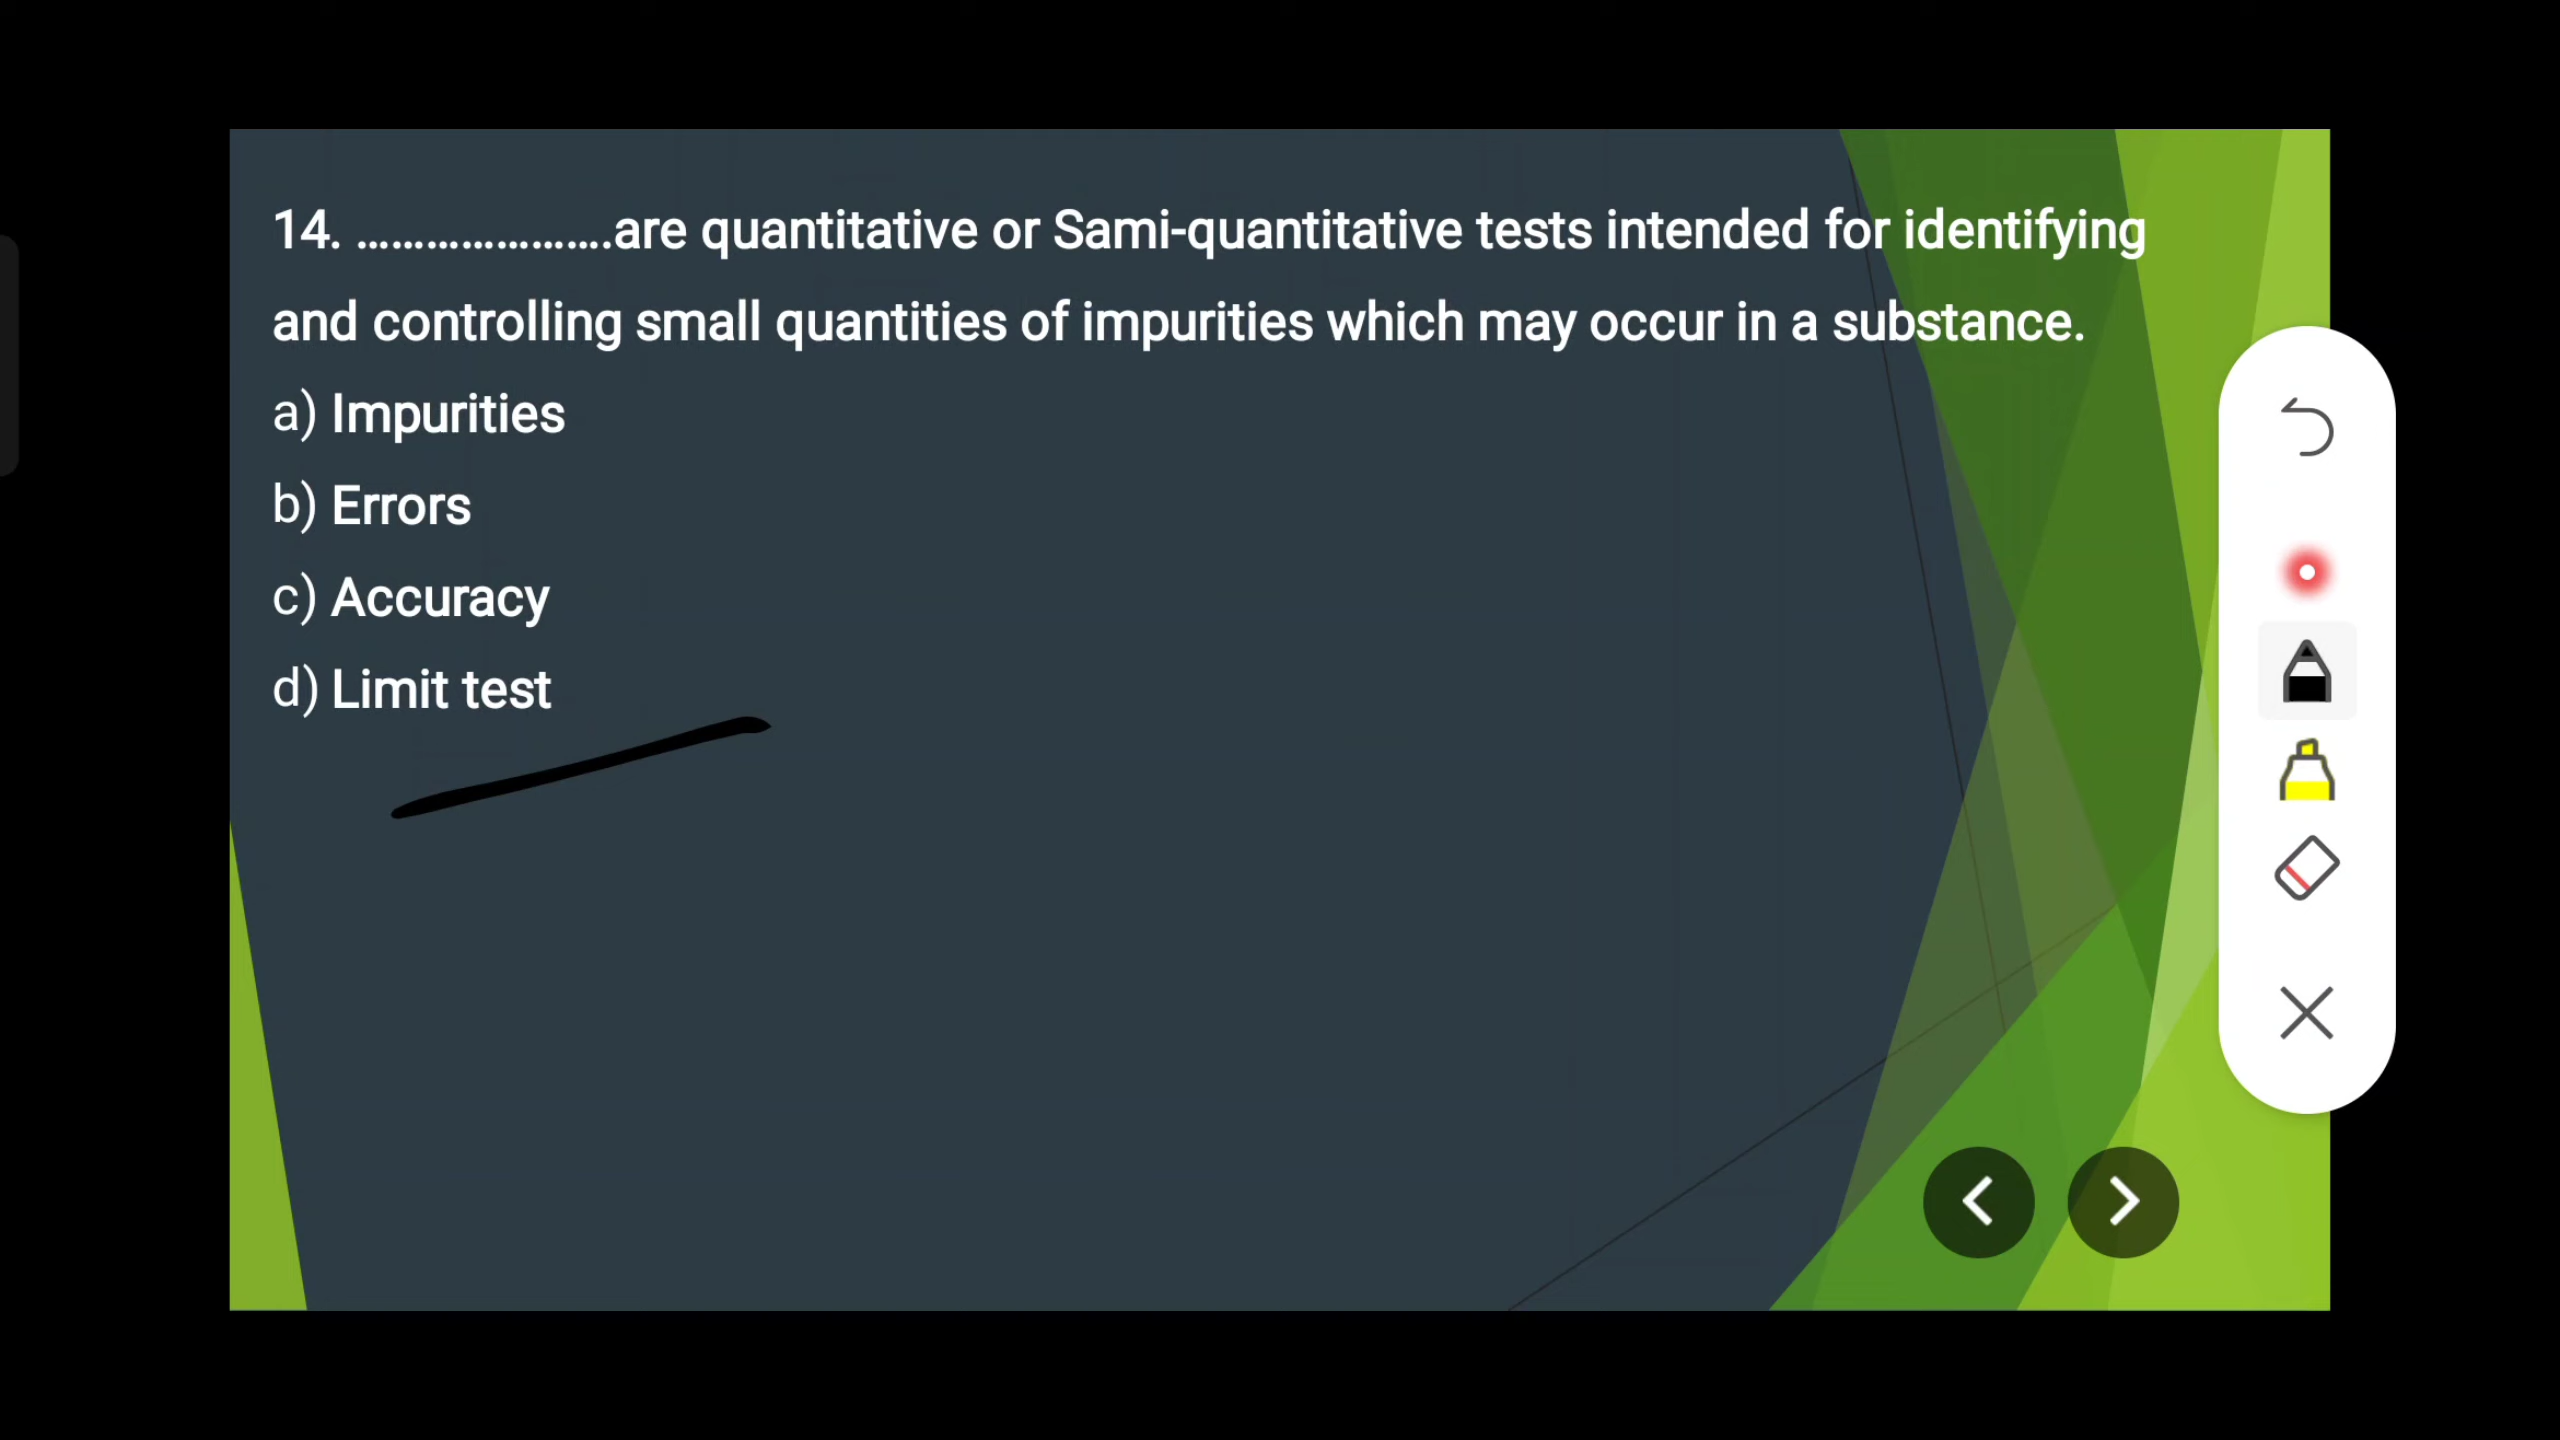 14. ......................are quantitative or Sami-quantitative tests intended for identifying
and controlling small quantities of impurities which may occur in a substance.
a) Impurities
b) Errors
c) Accuracy
d) Limit test